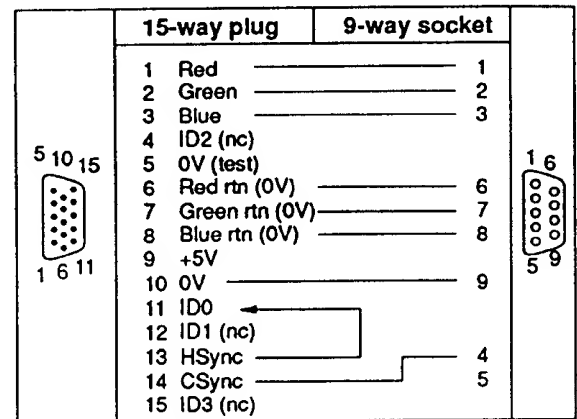 15-way plug 9-way socket
1 Red 1
2 Green 2
3 Blue 3
4 ID2 (nc)
5 0V (test)
6 Red rtn (0V) 6
7 Green rtn (0V) 7
8 Blue rtn (0V) 8
9 +5V
10 0V 9
11 ID0
12 ID1 (nc)
13 HSync 4
14 CSync 5
15 ID3 (nc)
5 10 15
1 6 11
1 6
5 9